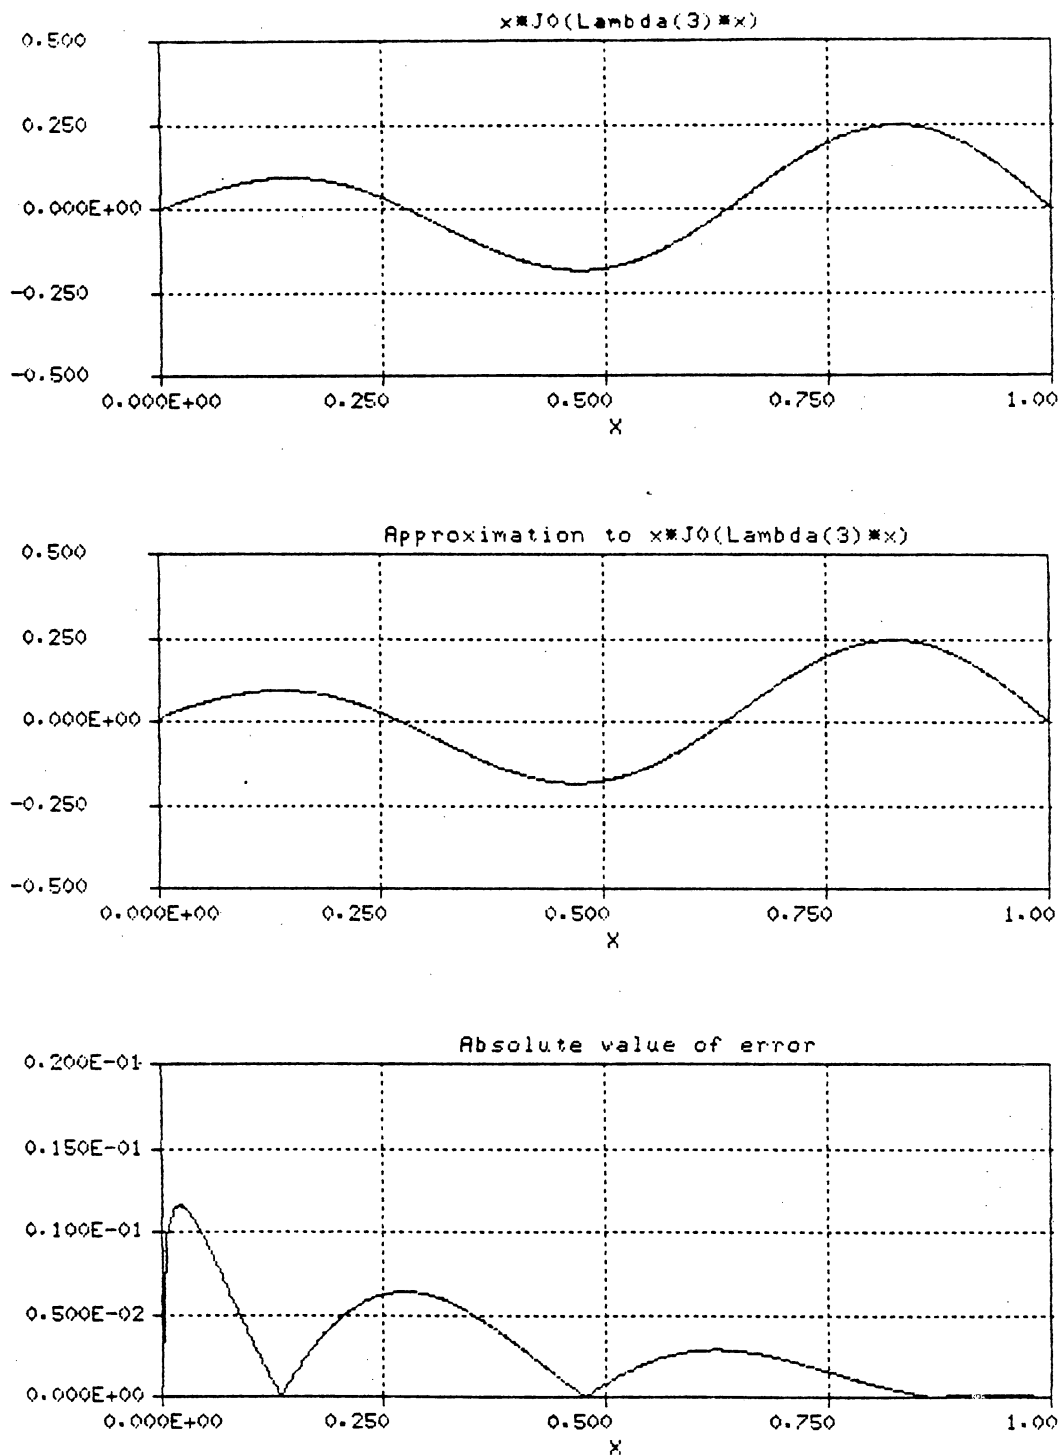 x*J0(Lambda(3)*x)
0.500
0.250
0.000E+00
-0.250
-0.500
0.000E+00 0.250 0.500 0.750 1.00
X
Approximation to x*J0(Lambda(3)*x)
0.500
0.250
0.000E+00
-0.250
-0.500
0.000E+00 0.250 0.500 0.750 1.00
X
Absolute value of error
0.200E-01
0.150E-01
0.100E-01
0.500E-02
0.000E+00
0.000E+00 0.250 0.500 0.750 1.00
X